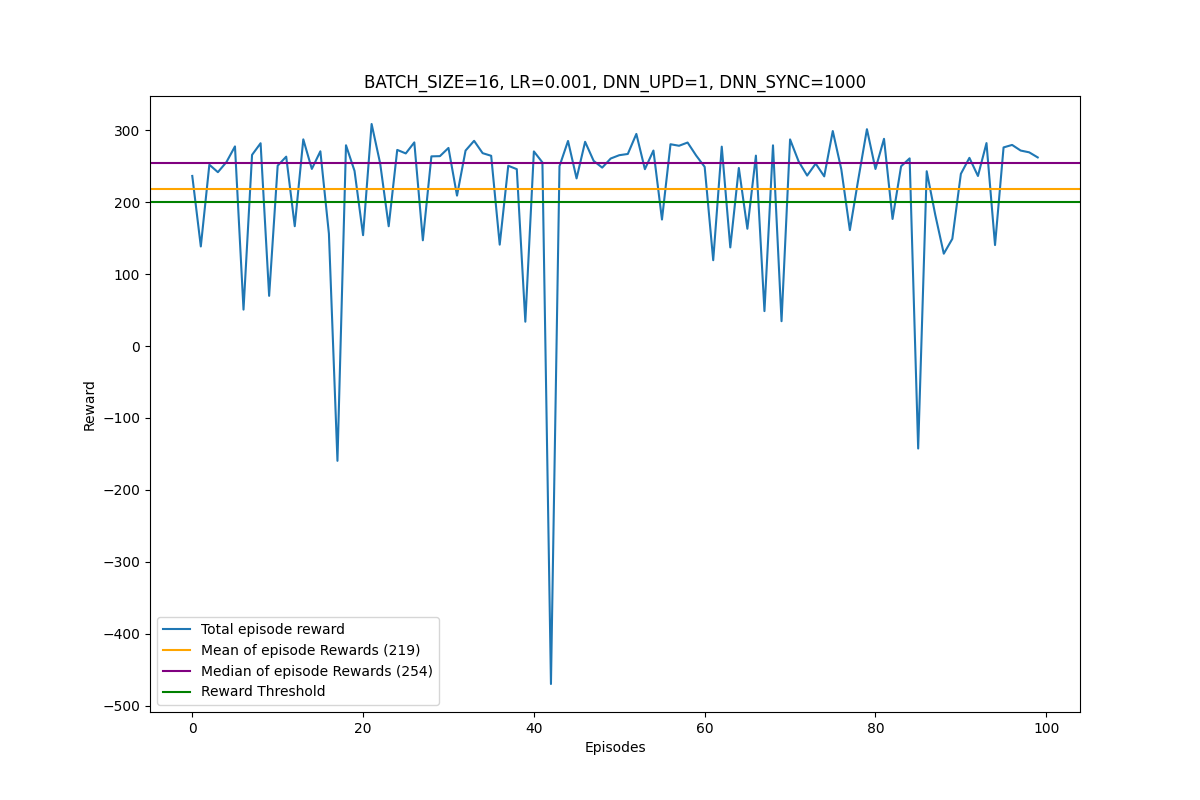 BATCH_SIZE=16, LR=0.001, DNN_UPD=1, DNN_SYNC=1000
300
200
100
0
−100
−200
−300
−400
−500
Reward
Total episode reward
Mean of episode Rewards (219)
Median of episode Rewards (254)
Reward Threshold
0 20 40 60 80 100
Episodes